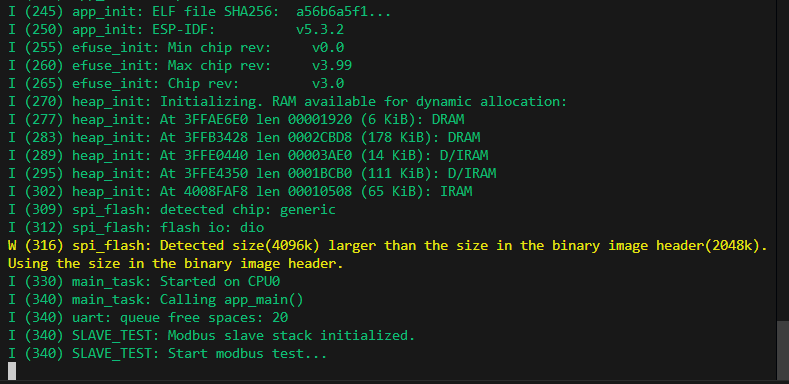 I (245) app_init: ELF file SHA256:  a56b6a5f1...
I (250) app_init: ESP-IDF:          v5.3.2
I (255) efuse_init: Min chip rev:     v0.0
I (260) efuse_init: Max chip rev:     v3.99
I (265) efuse_init: Chip rev:         v3.0
I (270) heap_init: Initializing. RAM available for dynamic allocation:
I (277) heap_init: At 3FFAE6E0 len 00001920 (6 KiB): DRAM
I (283) heap_init: At 3FFB3428 len 0002CBD8 (178 KiB): DRAM
I (289) heap_init: At 3FFE0440 len 00003AE0 (14 KiB): D/IRAM
I (295) heap_init: At 3FFE4350 len 0001BCB0 (111 KiB): D/IRAM
I (302) heap_init: At 4008FAF8 len 00010508 (65 KiB): IRAM
I (309) spi_flash: detected chip: generic
I (312) spi_flash: flash io: dio
W (316) spi_flash: Detected size(4096k) larger than the size in the binary image header(2048k).
Using the size in the binary image header.
I (330) main_task: Started on CPU0
I (340) main_task: Calling app_main()
I (340) uart: queue free spaces: 20
I (340) SLAVE_TEST: Modbus slave stack initialized.
I (340) SLAVE_TEST: Start modbus test...